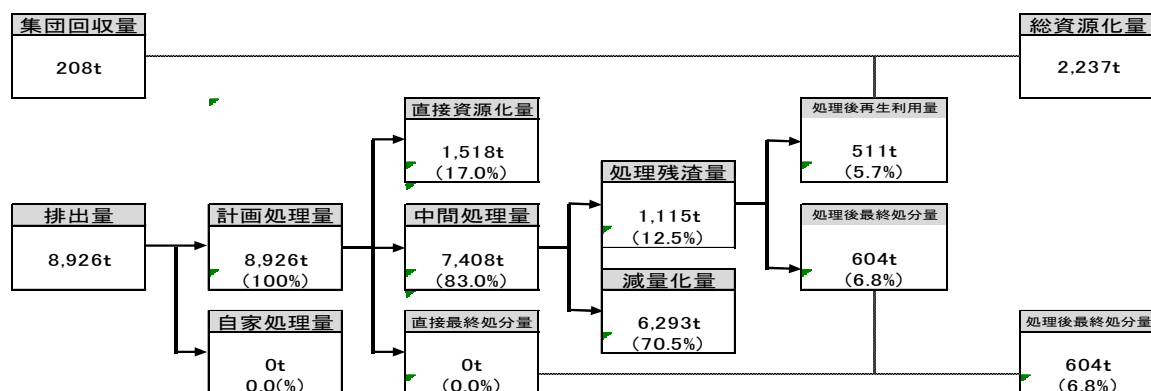 集団回収量
208t
総資源化量
2,237t
直接資源化量
1,518t
(17.0%)
処理後再生利用量
511t
(5.7%)
処理残渣量
1,115t
(12.5%)
排出量
8,926t
計画処理量
8,926t
(100%)
中間処理量
7,408t
(83.0%)
処理後最終処分量
604t
(6.8%)
減量化量
6,293t
(70.5%)
自家処理量
0t
0.0(%)
直接最終処分量
0t
(0.0%)
処理後最終処分量
604t
(6.8%)